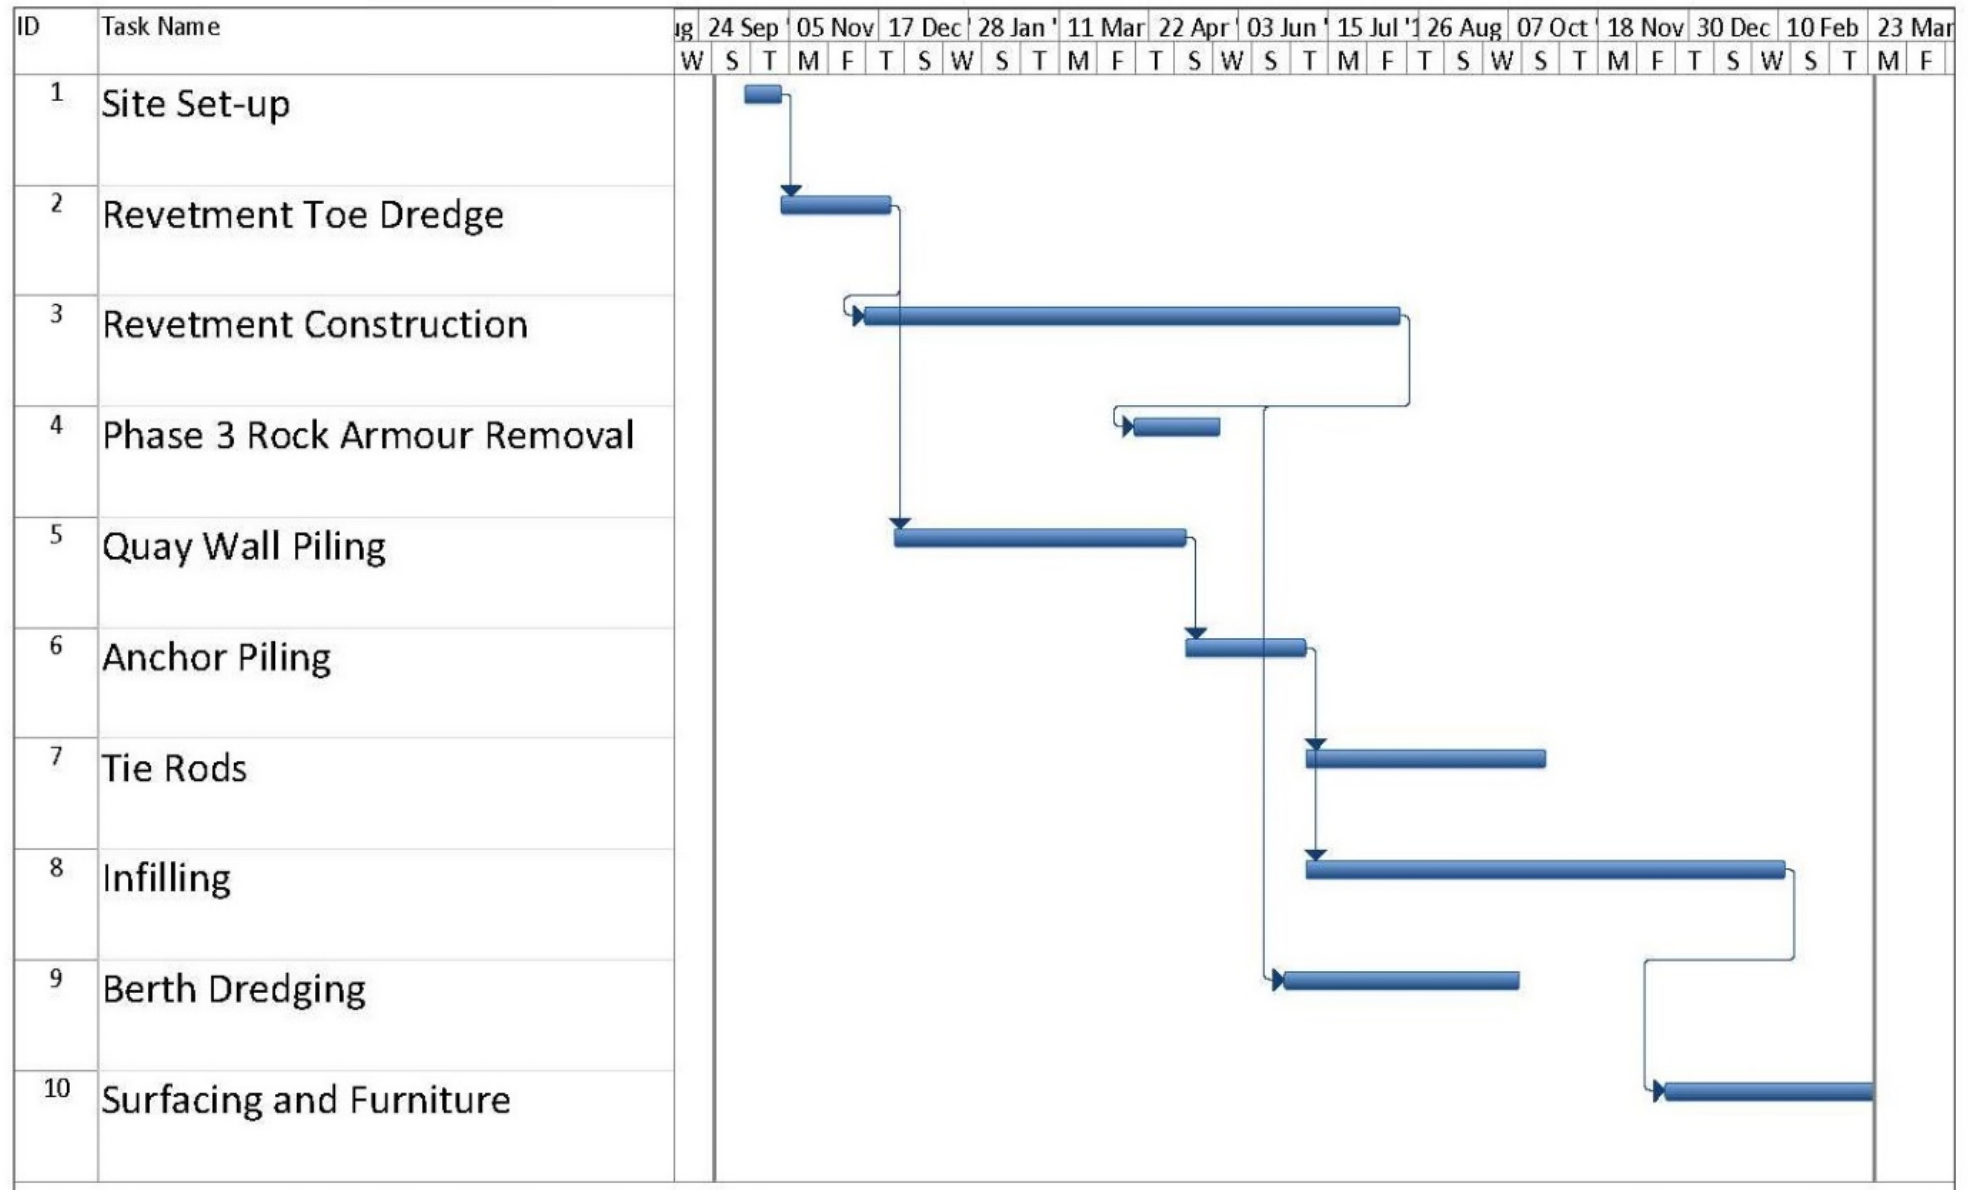 ID Task Name ug 24 Sep ' 05 Nov ' 17 Dec ' 28 Jan ' 11 Mar 22 Apr ' 03 Jun ' 15 Jul '1 26 Aug 07 Oct ' 18 Nov 30 Dec 10 Feb 23 Mar
W S T M F T S W S T M F T S W S T M F T S W S T M F T S W S T M F
1 Site Set-up
2 Revetment Toe Dredge
3 Revetment Construction
4 Phase 3 Rock Armour Removal
5 Quay Wall Piling
6 Anchor Piling
7 Tie Rods
8 Infilling
9 Berth Dredging
10 Surfacing and Furniture